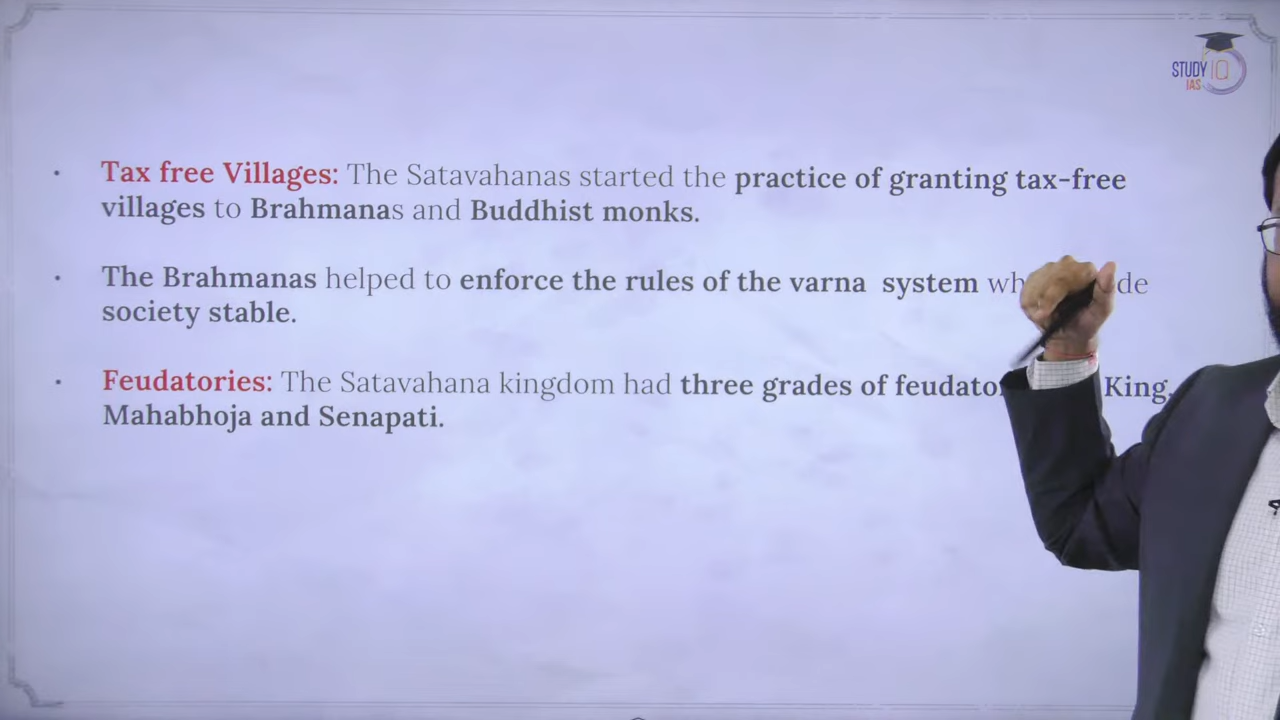 STUDY IQ
IAS
• Tax free Villages: The Satavahanas started the practice of granting tax-free
villages to Brahmanas and Buddhist monks.
• The Brahmanas helped to enforce the rules of the varna system
society stable.
• Feudatories: The Satavahana kingdom had three grades of King,
Mahabhoja and Senapati.